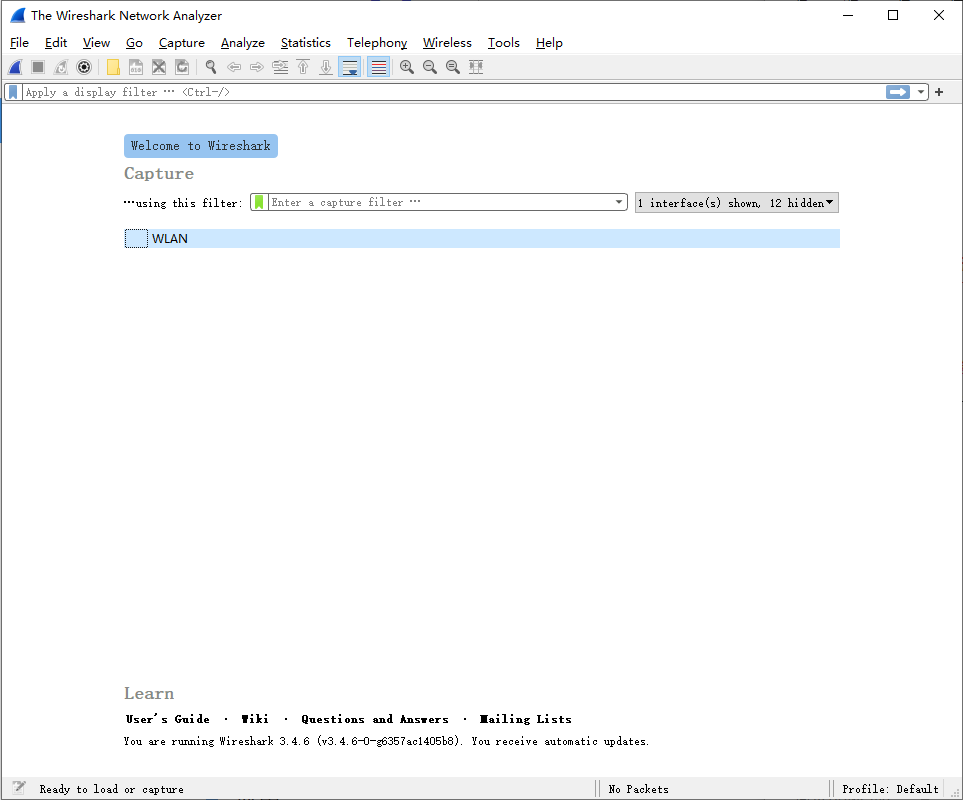 The Wireshark Network Analyzer
File Edit View Go Capture Analyze Statistics Telephony Wireless Tools Help
Apply a display filter … <Ctrl-/>
Welcome to Wireshark
Capture
…using this filter: Enter a capture filter … 1 interface(s) shown, 12 hidden
WLAN
Learn
User's Guide · Wiki · Questions and Answers · Mailing Lists
You are running Wireshark 3.4.6 (v3.4.6-0-g6357ac1405b8). You receive automatic updates.
Ready to load or capture No Packets Profile: Default